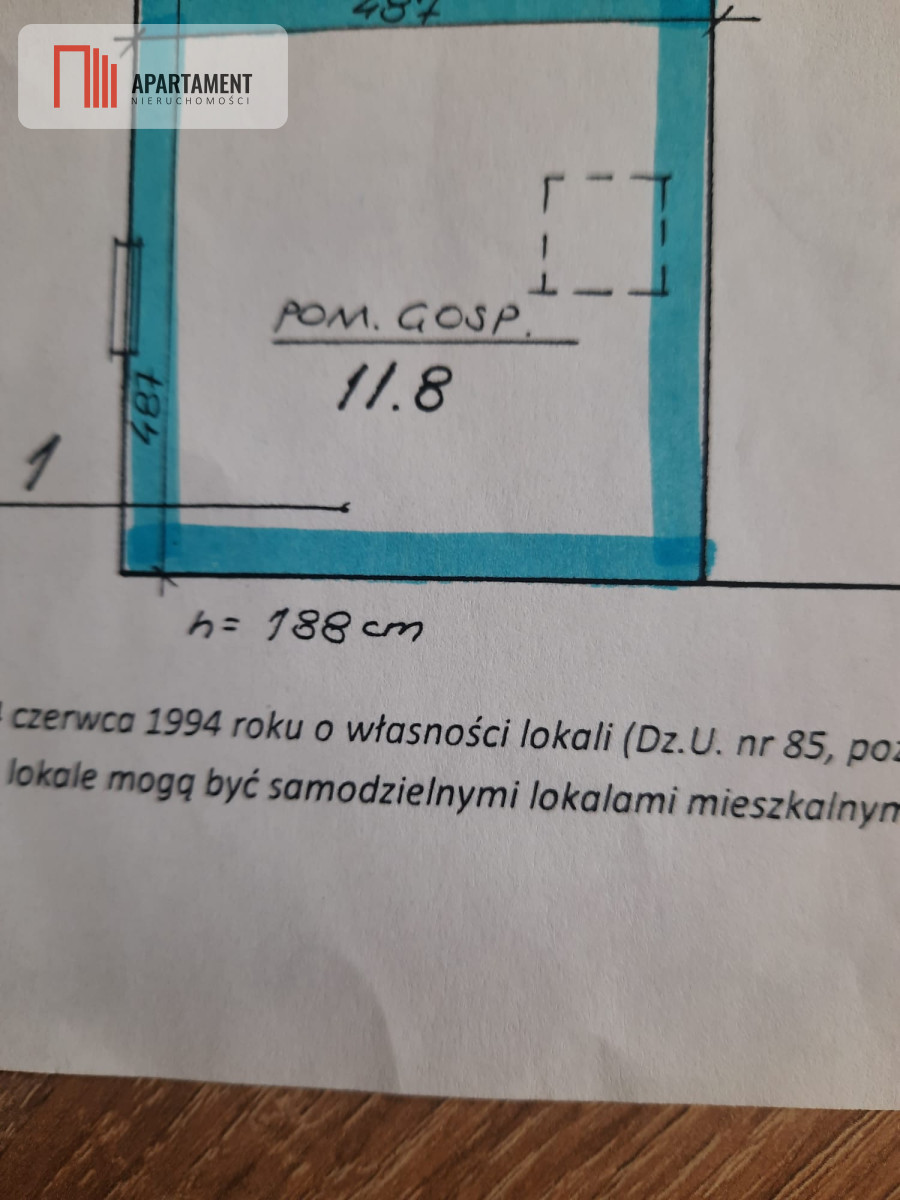 487
APARTAMENT
NIERUCHOMOŚCI
POM. GOSP.
11.8
487
1
h = 188 cm
czerwca 1994 roku o własności lokali (Dz.U. nr 85, poz
lokale mogą być samodzielnymi lokalami mieszkalnym